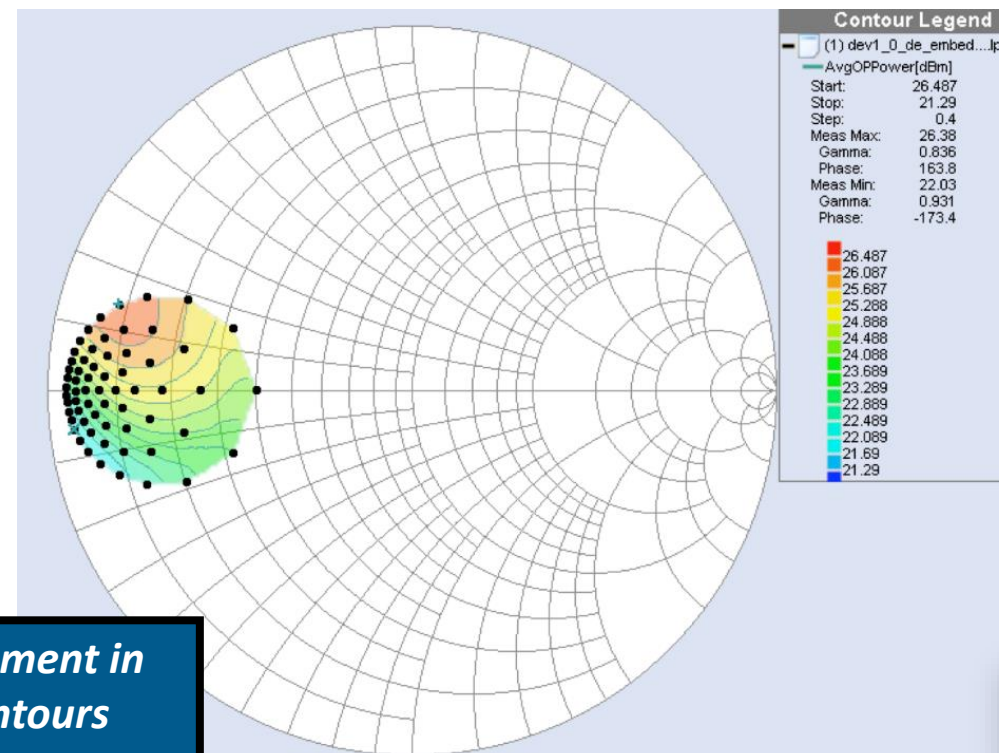 Contour Legend
(1) dev1_0_de_embed....lp
AvgOPPower[dBm]
Start: 26.487
Stop: 21.29
Step: 0.4
Meas Max: 26.38
Gamma: 0.836
Phase: 163.8
Meas Min: 22.03
Gamma: 0.931
Phase: -173.4
26.487
26.087
25.687
25.288
24.888
24.488
24.088
23.689
23.289
22.889
22.489
22.089
21.69
21.29
ment in
ntours